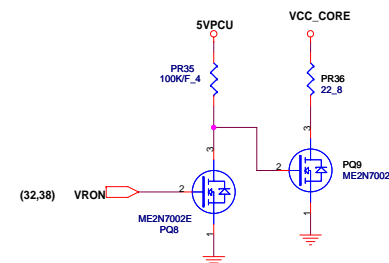 VCC_CORE
5VPCU
PR35
100K/F_4
PR36
22_8
3
3
PQ9
ME2N7002
2
2
(32,38) VRON
ME2N7002E
PQ8
1
1